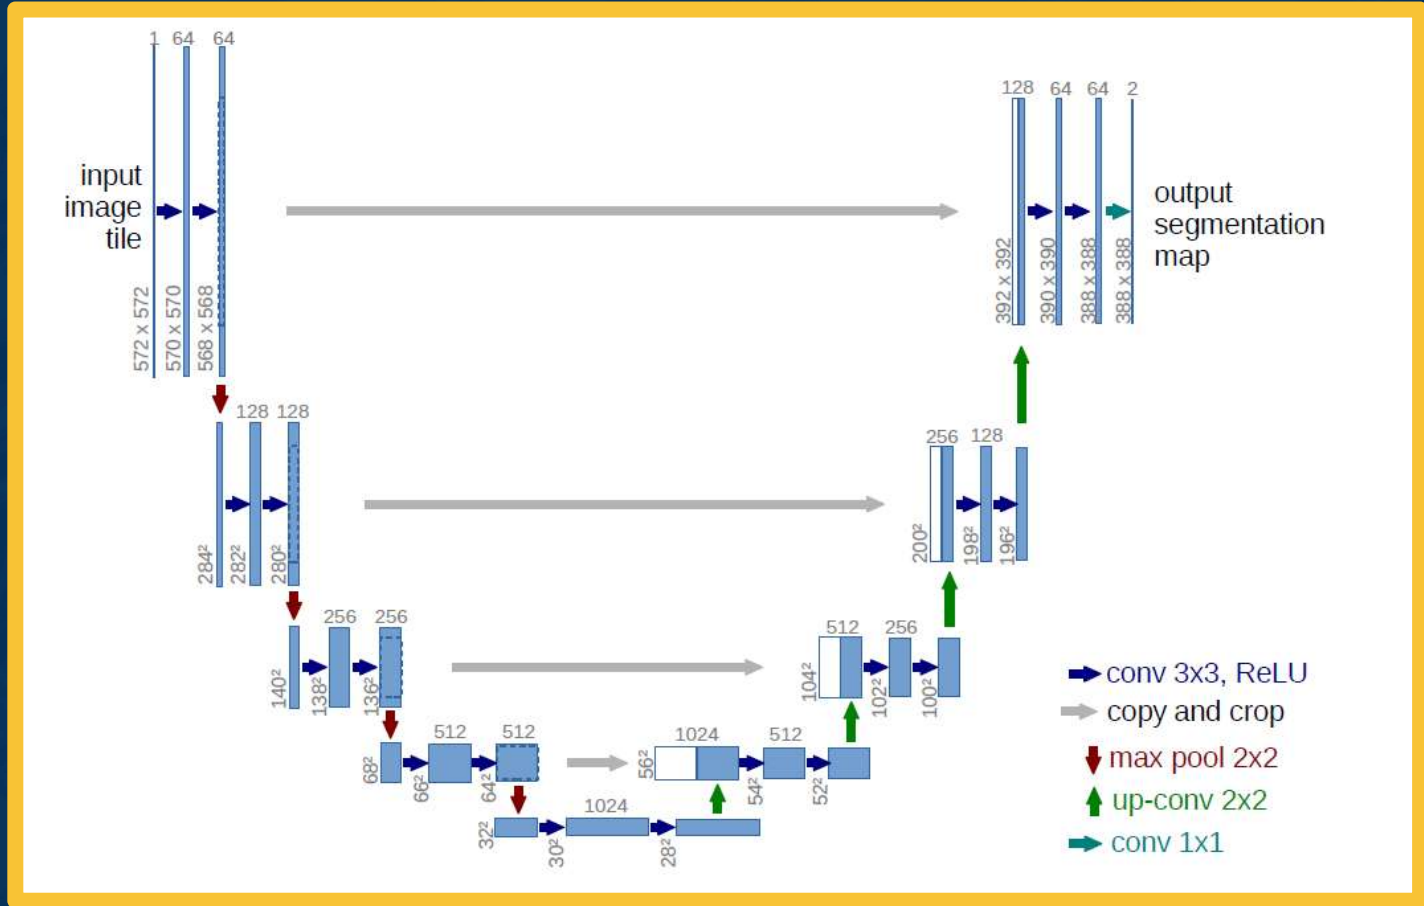 1 64 64
input
image
tile
572 x 572
570 x 570
568 x 568
128 64 64 2
392 x 392
390 x 390
388 x 388
388 x 388
output
segmentation
map
128 128
284²
282²
280²
256 128
200²
198²
196²
256 256
140²
138²
136²
512 256
104²
102²
100²
512 512
68²
66²
64²
1024 512
56²
54²
52²
1024
32²
30²
28²
conv 3x3, ReLU
copy and crop
max pool 2x2
up-conv 2x2
conv 1x1